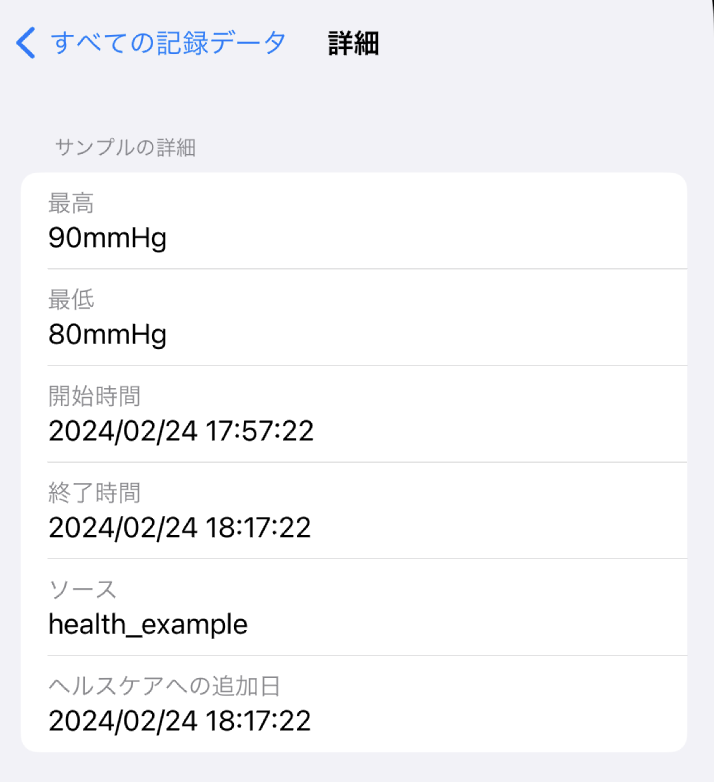 すべての記録データ 詳細
サンプルの詳細
最高
90mmHg
最低
80mmHg
開始時間
2024/02/24 17:57:22
終了時間
2024/02/24 18:17:22
ソース
health_example
ヘルスケアへの追加日
2024/02/24 18:17:22